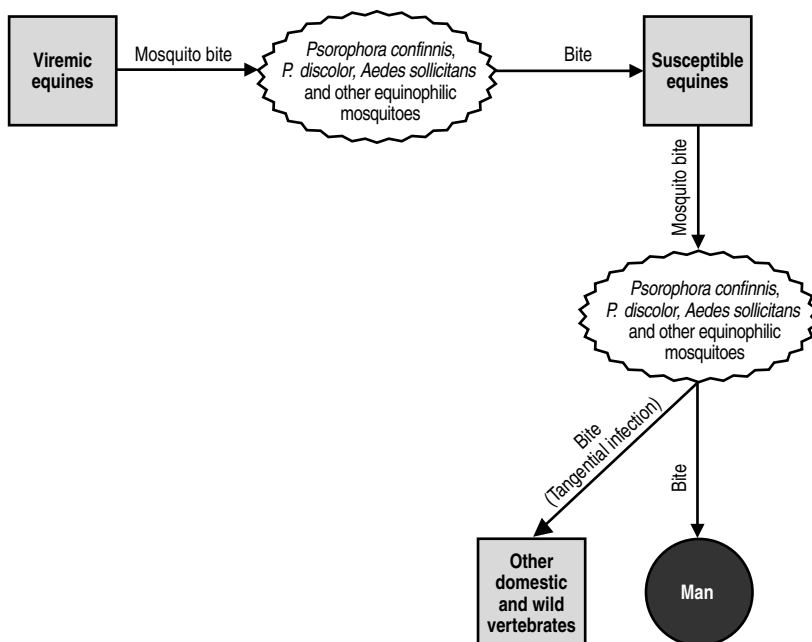 Viremic
equines
Mosquito bite
Psorophora confinnis,
P. discolor, Aedes sollicitans
and other equinophilic
mosquitoes
Bite
Susceptible
equines
Mosquito bite
Psorophora confinnis,
P. discolor, Aedes sollicitans
and other equinophilic
mosquitoes
Bite
(Tangential infection)
Bite
Other
domestic
and wild
vertebrates
Man